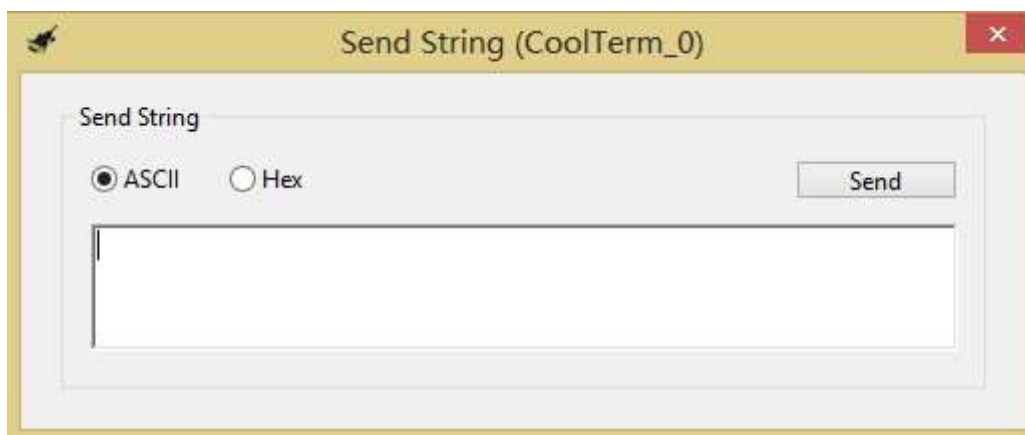 Send String (CoolTerm_0)
Send String
ASCII Hex Send